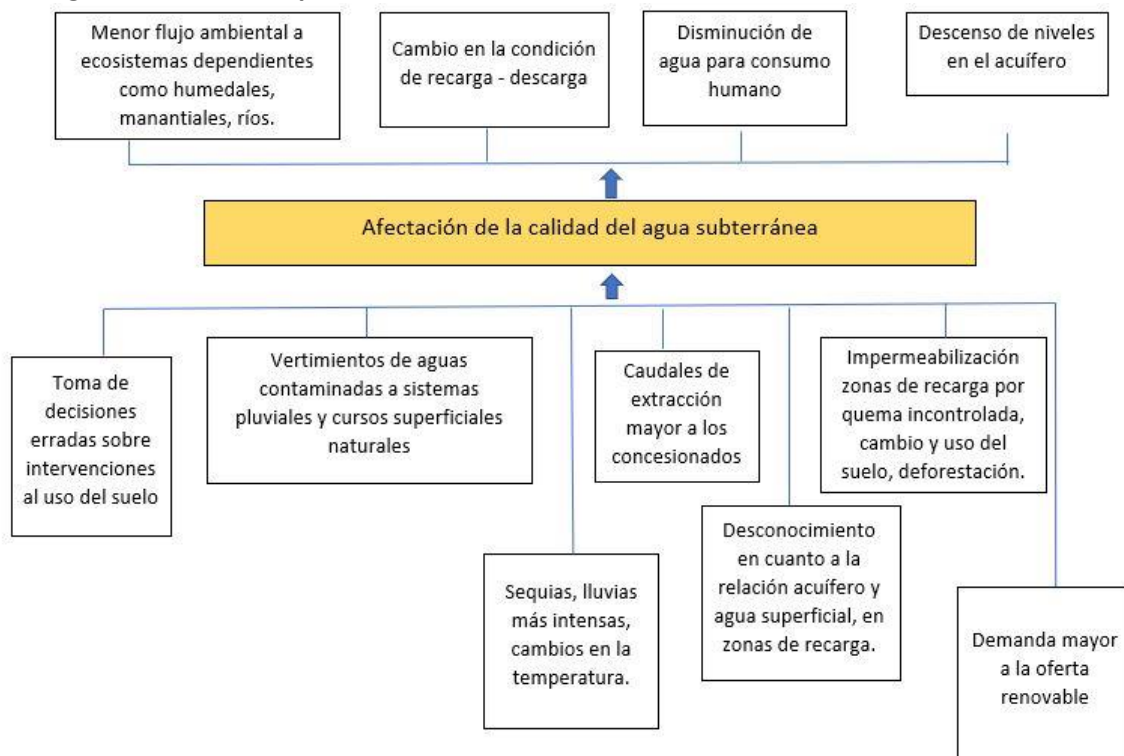 Menor flujo ambiental a
ecosistemas dependientes
como humedales,
manantiales, ríos.
Cambio en la condición
de recarga - descarga
Disminución de
agua para consumo
humano
Descenso de niveles
en el acuífero
Afectación de la calidad del agua subterránea
Toma de
decisiones
erradas sobre
intervenciones
al uso del suelo
Vertimientos de aguas
contaminadas a sistemas
pluviales y cursos superficiales
naturales
Sequias, lluvias
más intensas,
cambios en la
temperatura.
Caudales de
extracción
mayor a los
concesionados
Desconocimiento
en cuanto a la
relación acuífero y
agua superficial, en
zonas de recarga.
Impermeabilización
zonas de recarga por
quema incontrolada,
cambio y uso del
suelo, deforestación.
Demanda mayor
a la oferta
renovable